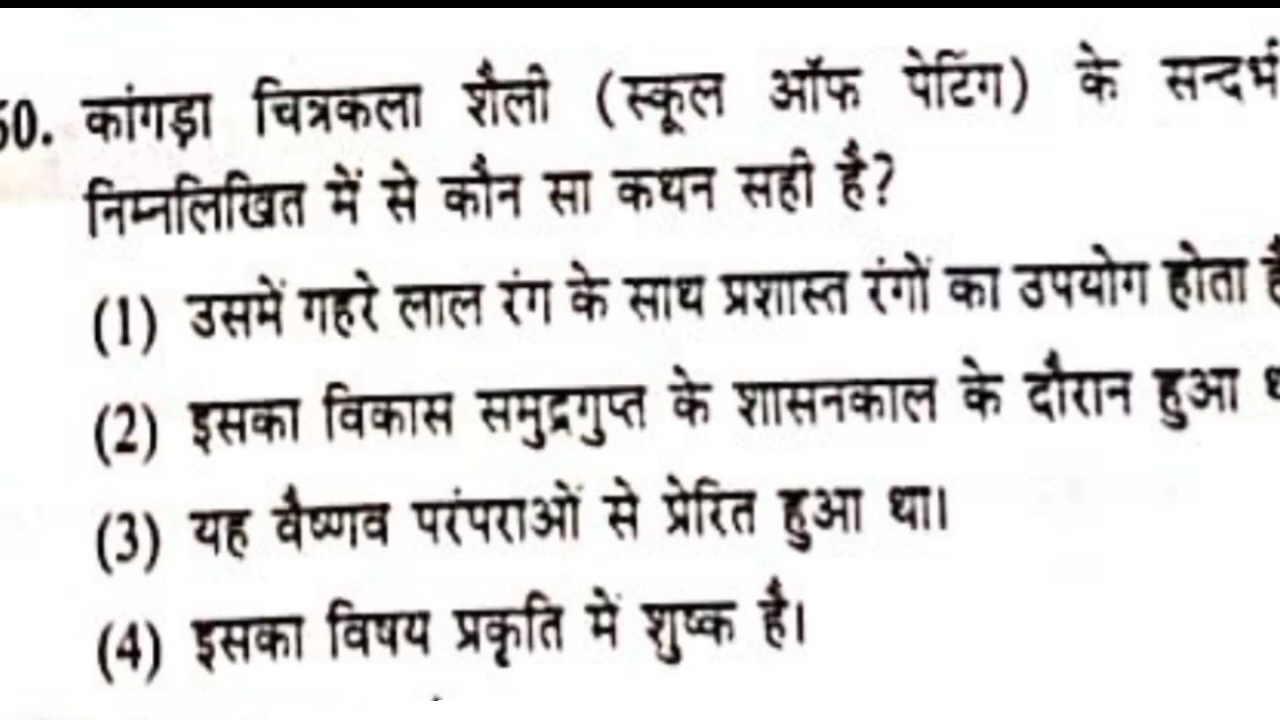 60. कांगड़ा चित्रकला शैली (स्कूल ऑफ पेटिंग) के सन्दर्भ
निम्नलिखित में से कौन सा कथन सही है?
(1) उसमें गहरे लाल रंग के साथ प्रशास्त रंगों का उपयोग होता है
(2) इसका विकास समुद्रगुप्त के शासनकाल के दौरान हुआ
(3) यह वैष्णव परंपराओं से प्रेरित हुआ था।
(4) इसका विषय प्रकृति में शुष्क है।